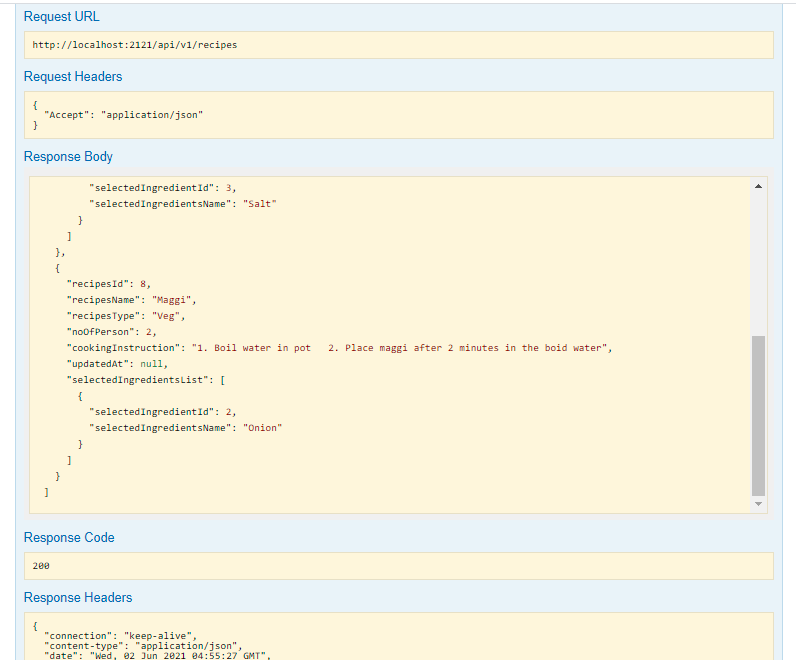 Request URL
http://localhost:2121/api/v1/recipes
Request Headers
{
  "Accept": "application/json"
}
Response Body
        "selectedIngredientId": 3,
        "selectedIngredientsName": "Salt"
      }
    ]
  },
  {
    "recipesId": 8,
    "recipesName": "Maggi",
    "recipesType": "Veg",
    "noOfPerson": 2,
    "cookingInstruction": "1. Boil water in pot   2. Place maggi after 2 minutes in the boid water",
    "updatedAt": null,
    "selectedIngredientsList": [
      {
        "selectedIngredientId": 2,
        "selectedIngredientsName": "Onion"
      }
    ]
  }
]
Response Code
200
Response Headers
{
  "connection": "keep-alive",
  "content-type": "application/json",
  "date": "Wed, 02 Jun 2021 04:55:27 GMT",